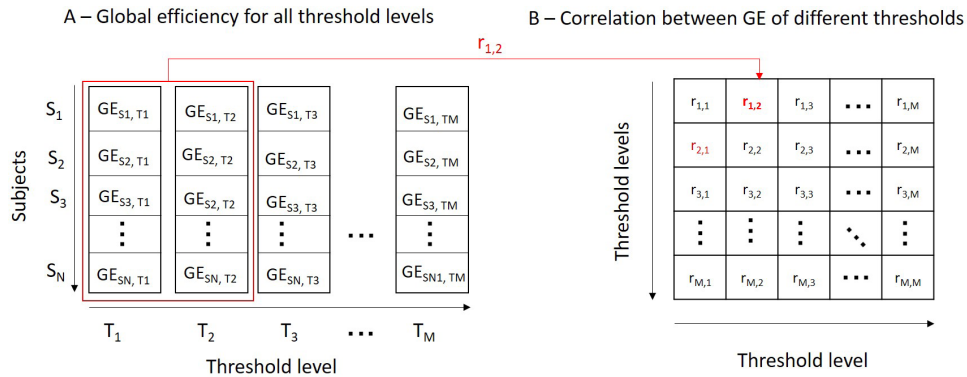 A – Global efficiency for all threshold levels
B – Correlation between GE of different thresholds
r1,2
S1 GES1, T1 GES1, T2 GES1, T3 GES1, TM
S2 GES2, T1 GES2, T2 GES2, T3 GES2, TM
S3 GES3, T1 GES2, T2 GES3, T3 GES3, TM
SN GESN, T1 GESN, T2 GESN, T3 GESN1, TM
Subjects
T1 T2 T3 ... TM
Threshold level
r1,1 r1,2 r1,3 ... r1,M
r2,1 r2,2 r2,3 ... r2,M
r3,1 r3,2 r3,3 ... r3,M
rM,1 rM,2 rM,3 ... rM,M
Threshold levels
Threshold level